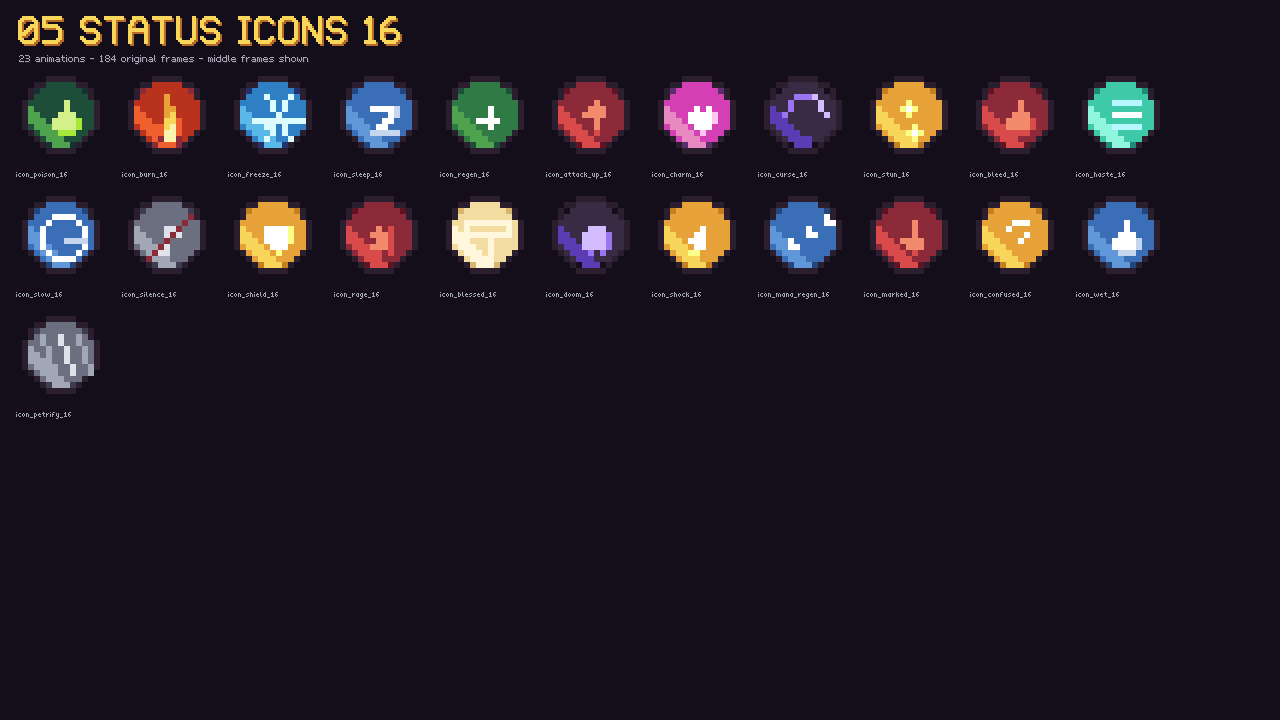 05 STATUS ICONS 16
23 animations - 184 original frames - middle frames shown
icon_poison_16 icon_burn_16 icon_freeze_16 icon_sleep_16 icon_regen_16 icon_attack_up_16 icon_charm_16 icon_curse_16 icon_stun_16 icon_bleed_16 icon_haste_16
icon_slow_16 icon_silence_16 icon_shield_16 icon_rage_16 icon_blessed_16 icon_doom_16 icon_shock_16 icon_mana_regen_16 icon_marked_16 icon_confused_16 icon_wet_16
icon_petrify_16